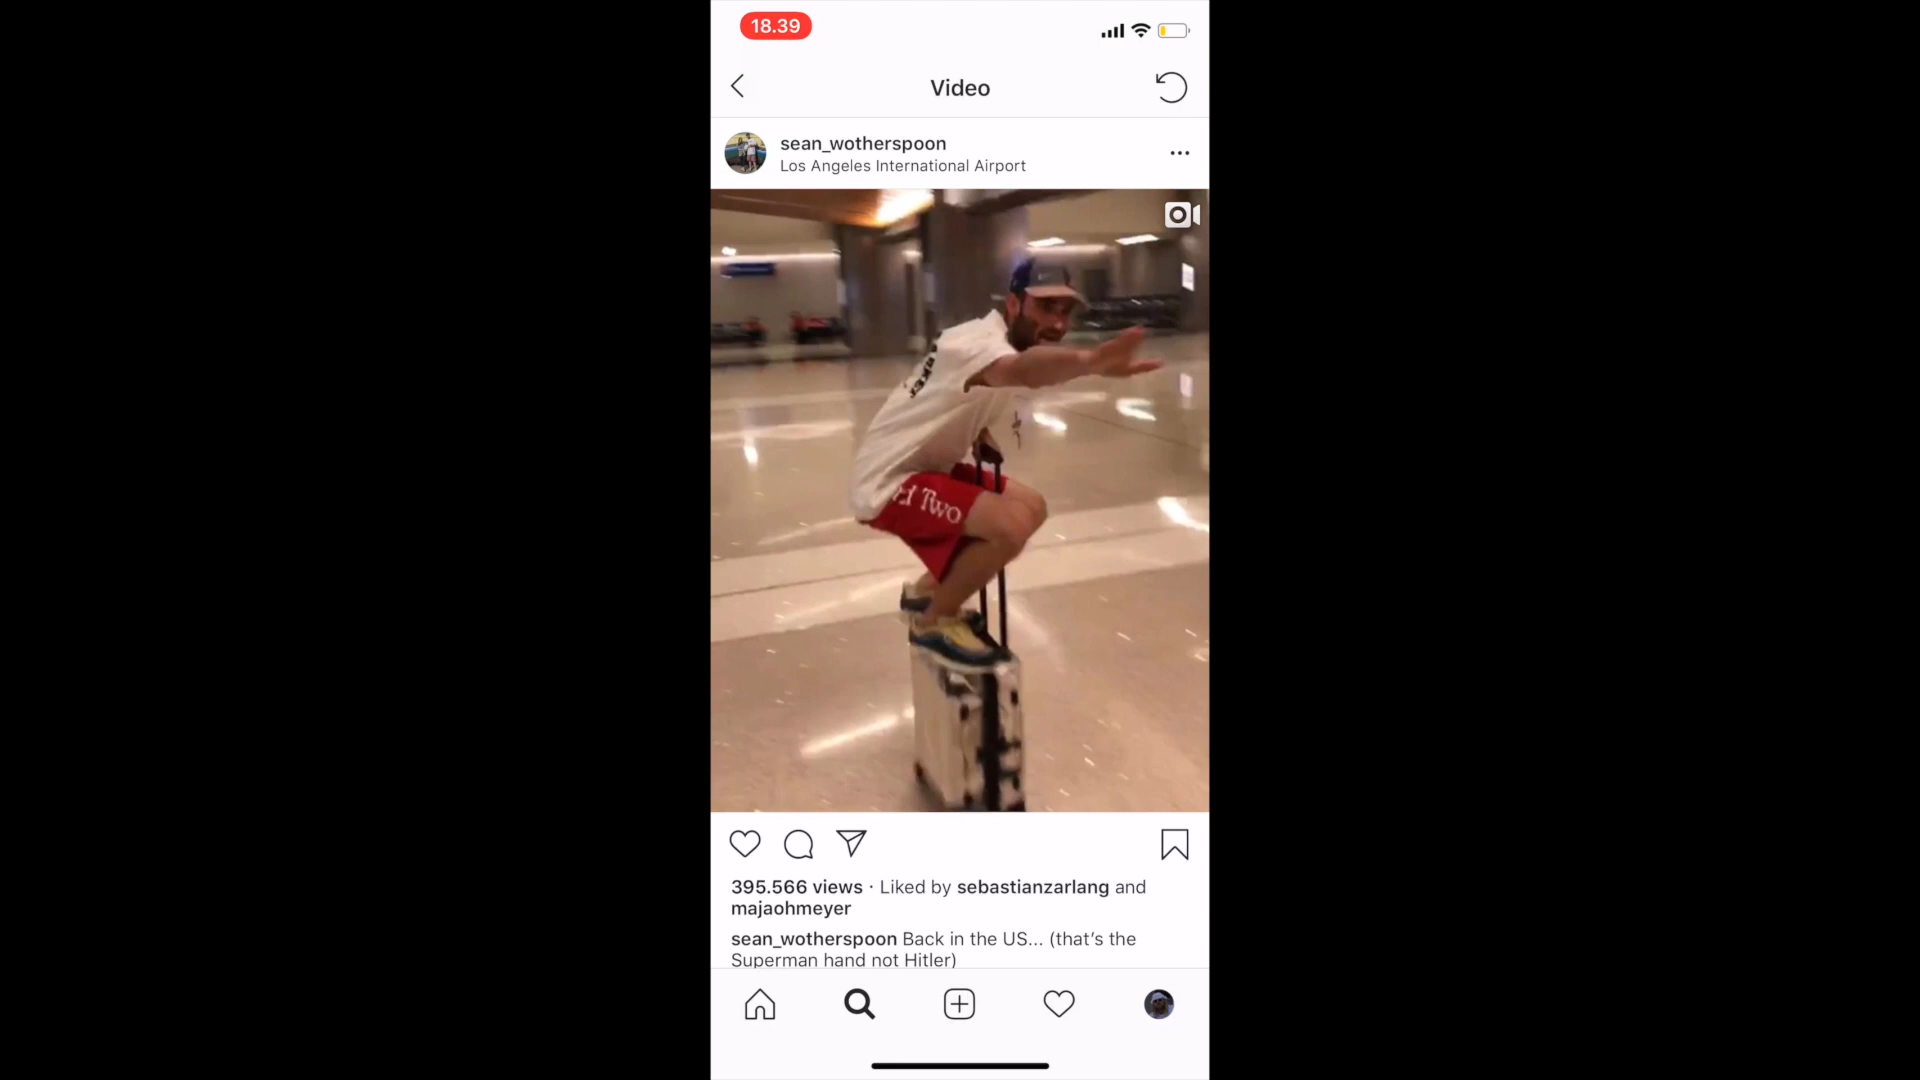 18.39
Video
sean_wotherspoon
Los Angeles International Airport
Two
395.566 views · Liked by sebastianzarlang and
majaohmeyer
sean_wotherspoon Back in the US... (that's the
Superman hand not Hitler)